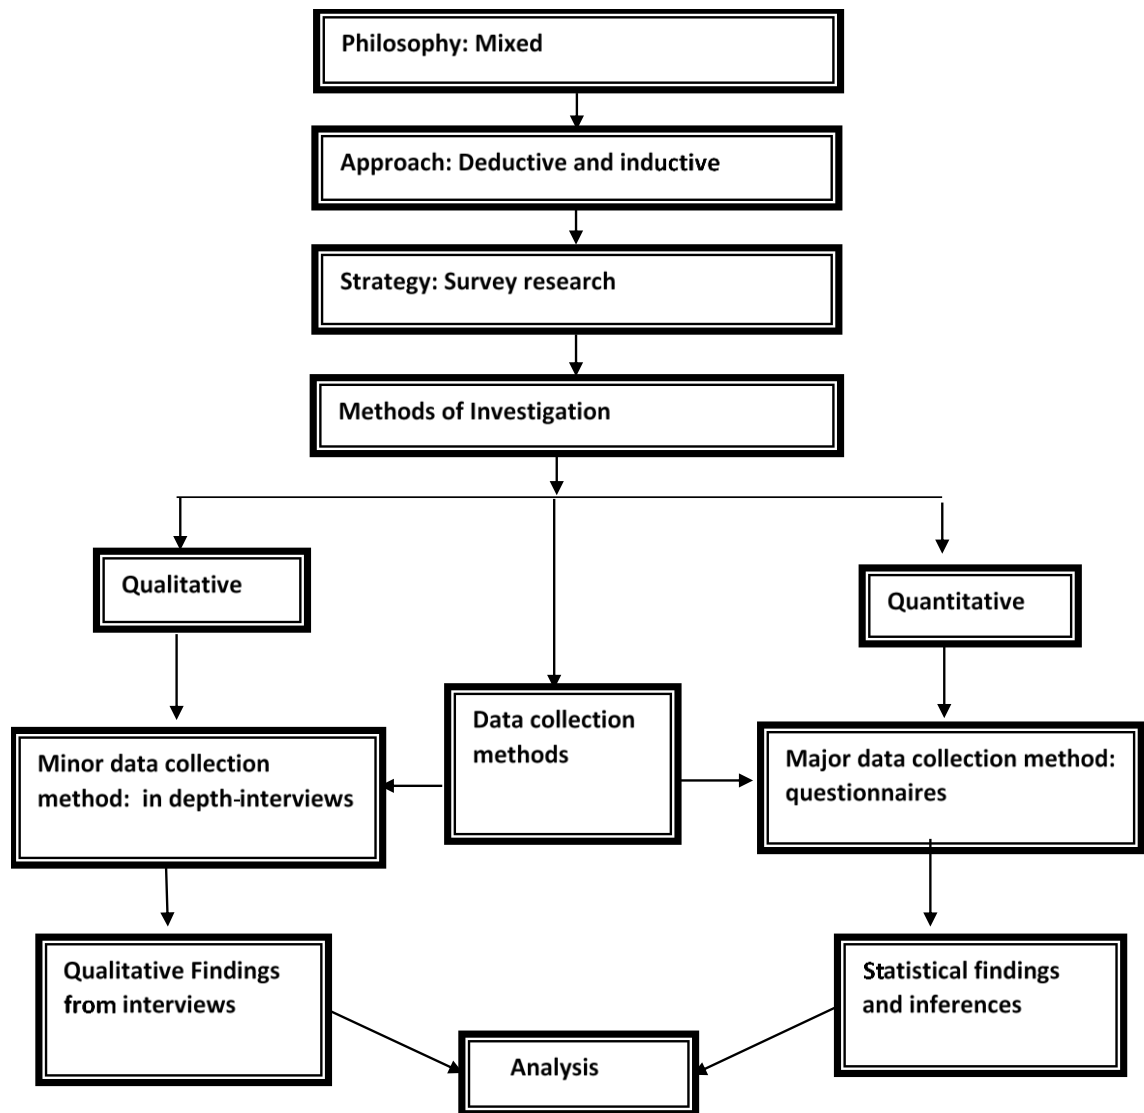 Philosophy: Mixed
Approach: Deductive and inductive
Strategy: Survey research
Methods of Investigation
Qualitative
Quantitative
Data collection
methods
Minor data collection
method:  in depth-interviews
Major data collection method:
questionnaires
Qualitative Findings
from interviews
Statistical findings
and inferences
Analysis